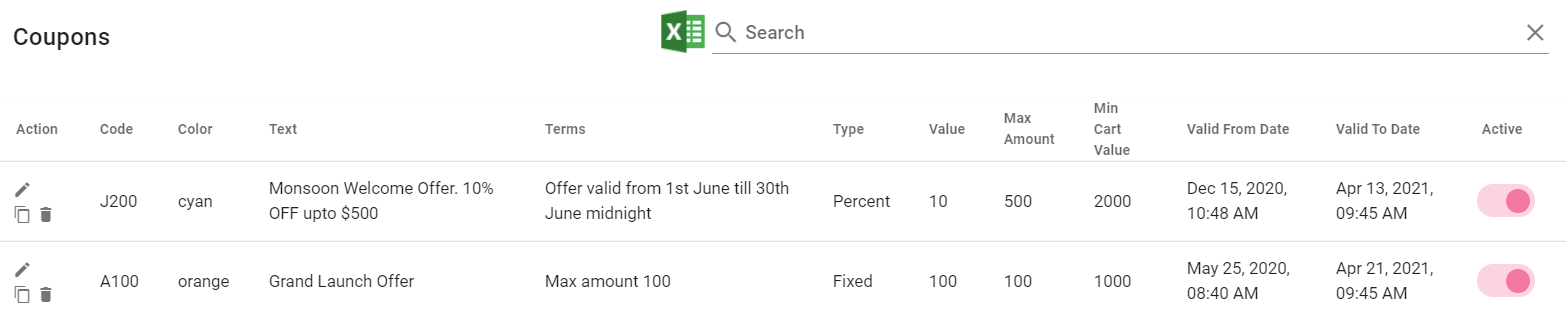 Coupons
X
Search
Action Code Color Text Terms Type Value Max Amount Min Cart Value Valid From Date Valid To Date Active
J200 cyan Monsoon Welcome Offer. 10% OFF upto $500 Offer valid from 1st June till 30th June midnight Percent 10 500 2000 Dec 15, 2020, 10:48 AM Apr 13, 2021, 09:45 AM
A100 orange Grand Launch Offer Max amount 100 Fixed 100 100 1000 May 25, 2020, 08:40 AM Apr 21, 2021, 09:45 AM